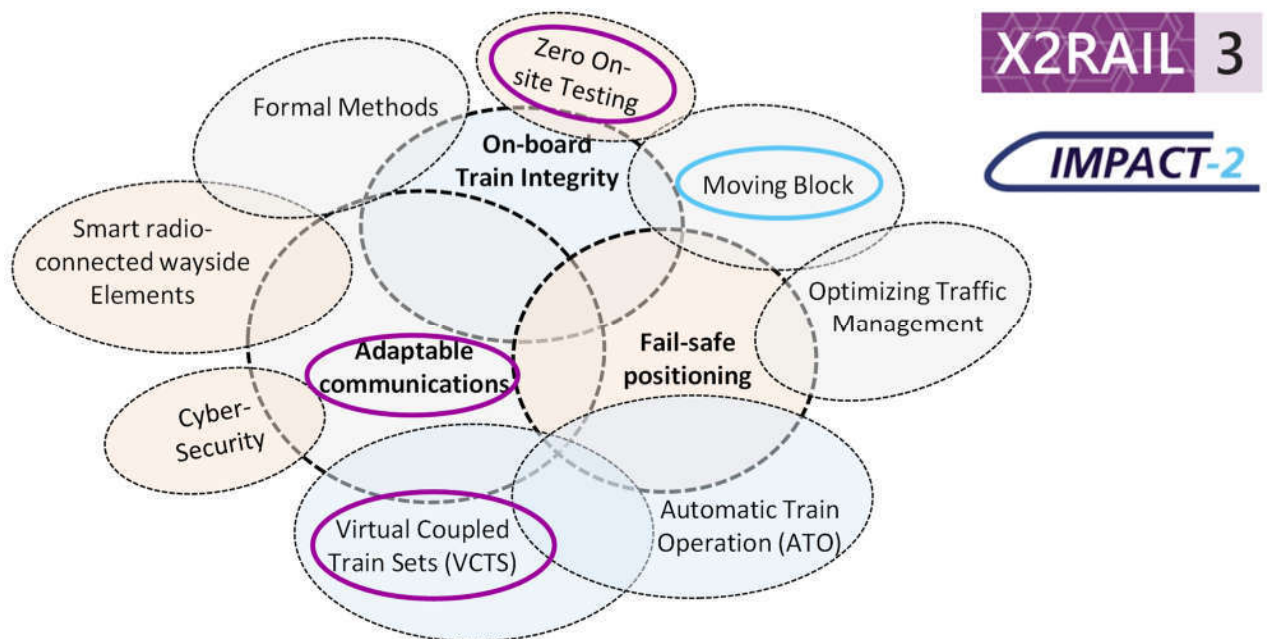 Zero On-
site Testing
X2RAIL 3
Formal Methods
On-board
Train Integrity
IMPACT-2
Moving Block
Smart radio-
connected wayside
Elements
Optimizing Traffic
Management
Adaptable
communications
Fail-safe
positioning
Cyber-
Security
Virtual Coupled
Train Sets (VCTS)
Automatic Train
Operation (ATO)